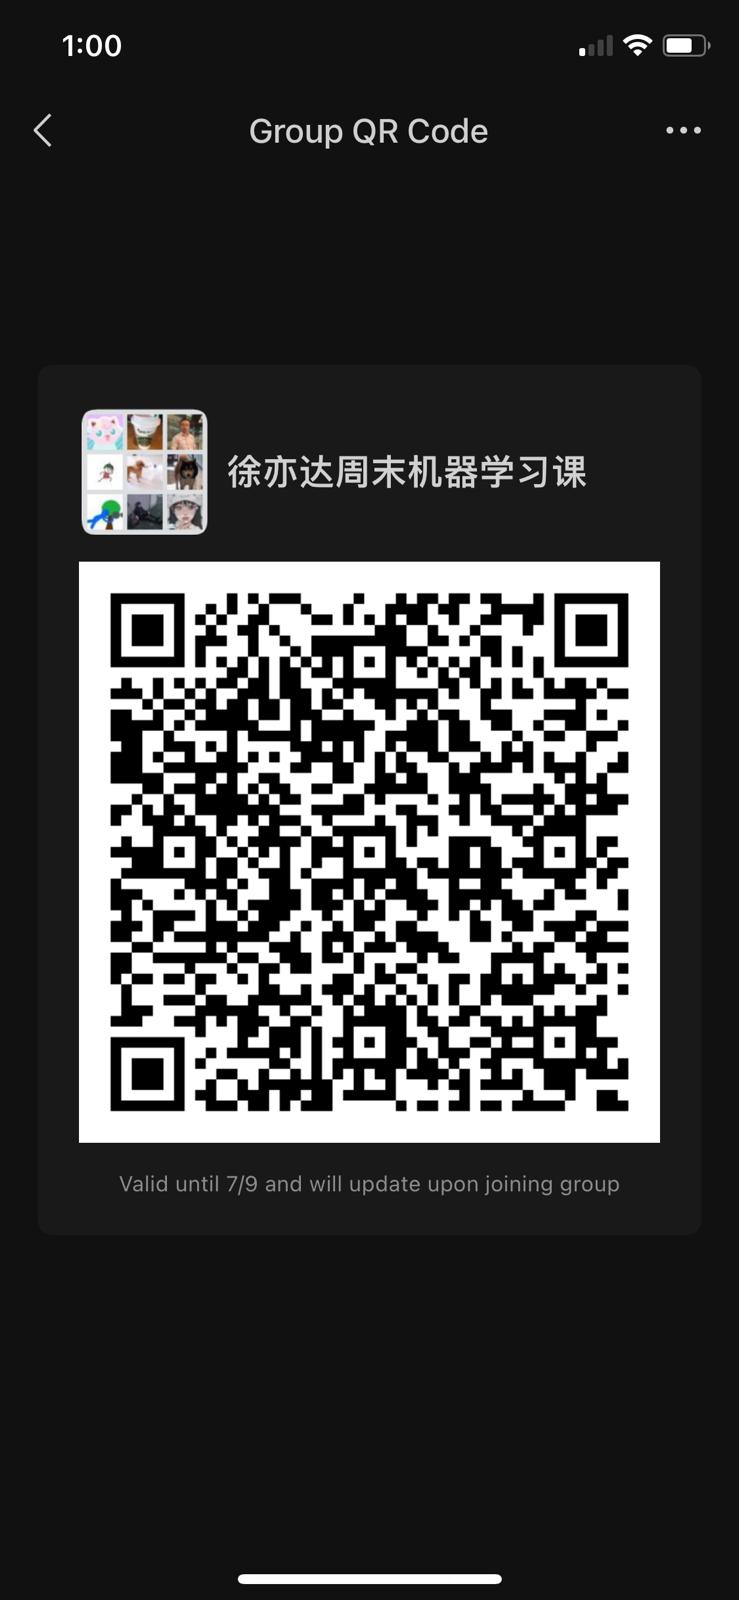 1:00
Group QR Code
徐亦达周末机器学习课
Valid until 7/9 and will update upon joining group